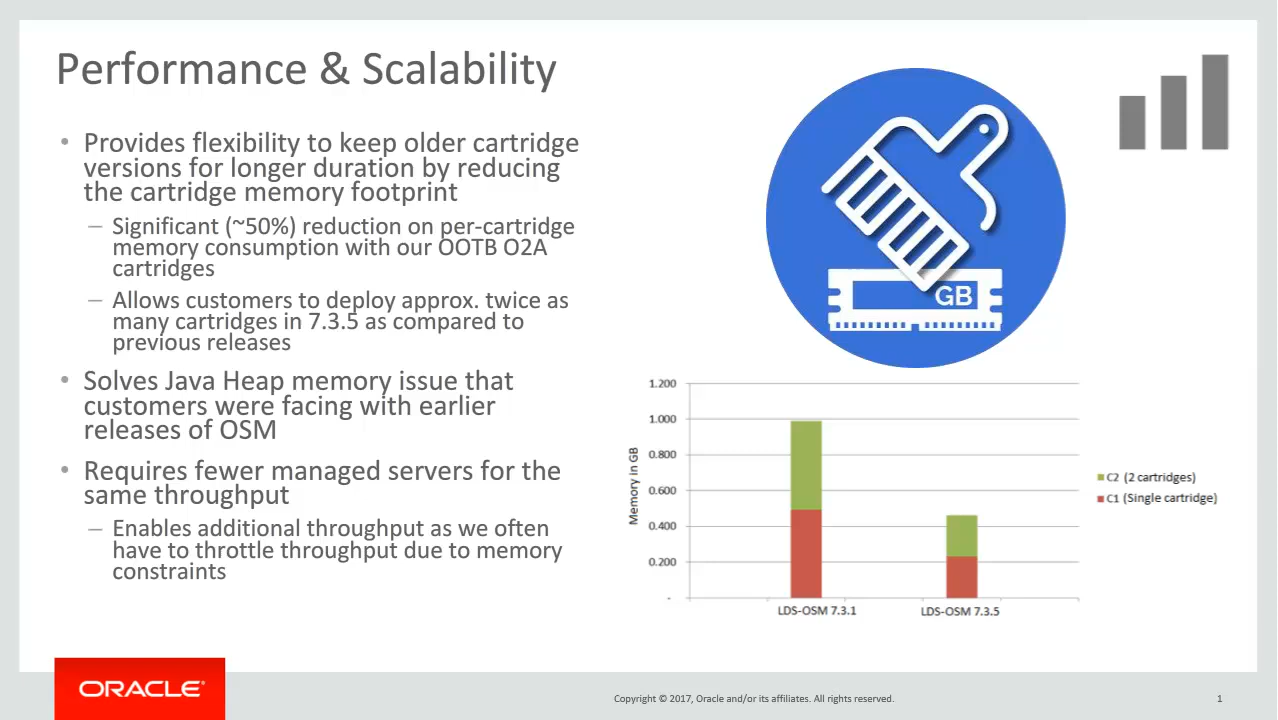 Performance & Scalability
• Provides flexibility to keep older cartridge
versions for longer duration by reducing
the cartridge memory footprint
– Significant (~50%) reduction on per-cartridge
memory consumption with our OOTB O2A
cartridges
– Allows customers to deploy approx. twice as
many cartridges in 7.3.5 as compared to
previous releases
• Solves Java Heap memory issue that
customers were facing with earlier
releases of OSM
• Requires fewer managed servers for the
same throughput
– Enables additional throughput as we often
have to throttle throughput due to memory
constraints
GB
Memory in GB
1.200
1.000
0.800
0.600
0.400
0.200
-
LDS-OSM 7.3.1
LDS-OSM 7.3.5
C2 (2 cartridges)
C1 (Single cartridge)
ORACLE®
Copyright © 2017, Oracle and/or its affiliates. All rights reserved.
1